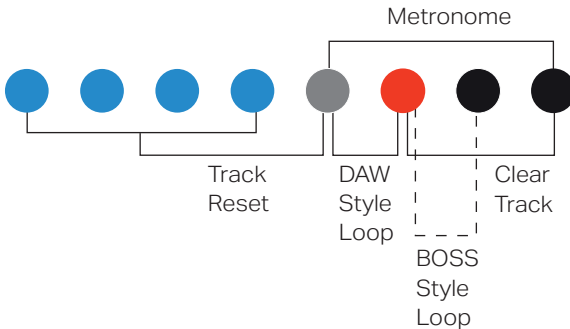 Metronome
Track
Reset
DAW
Style
Loop
Clear
Track
BOSS
Style
Loop